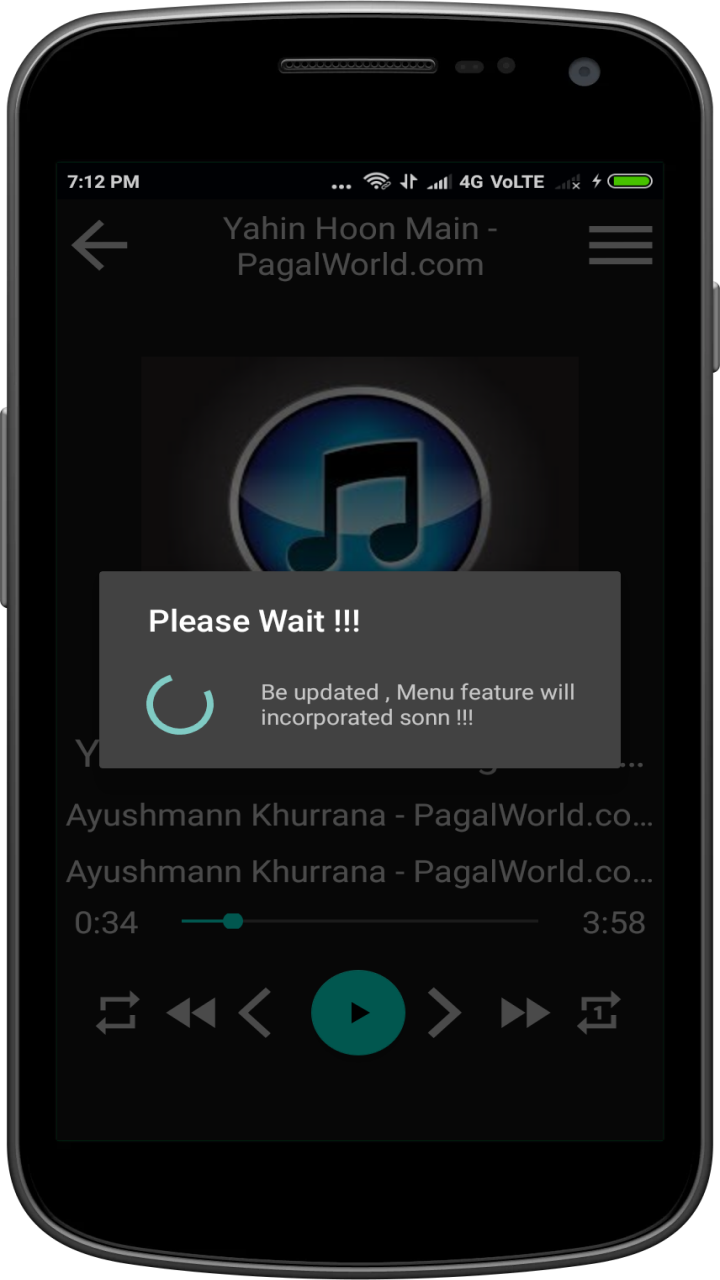 7:12 PM ... 4G VoLTE
Yahin Hoon Main -
PagalWorld.com
Please Wait !!!
Be updated , Menu feature will
incorporated sonn !!!
Ayushmann Khurrana - PagalWorld.co...
Ayushmann Khurrana - PagalWorld.co...
0:34 3:58
1